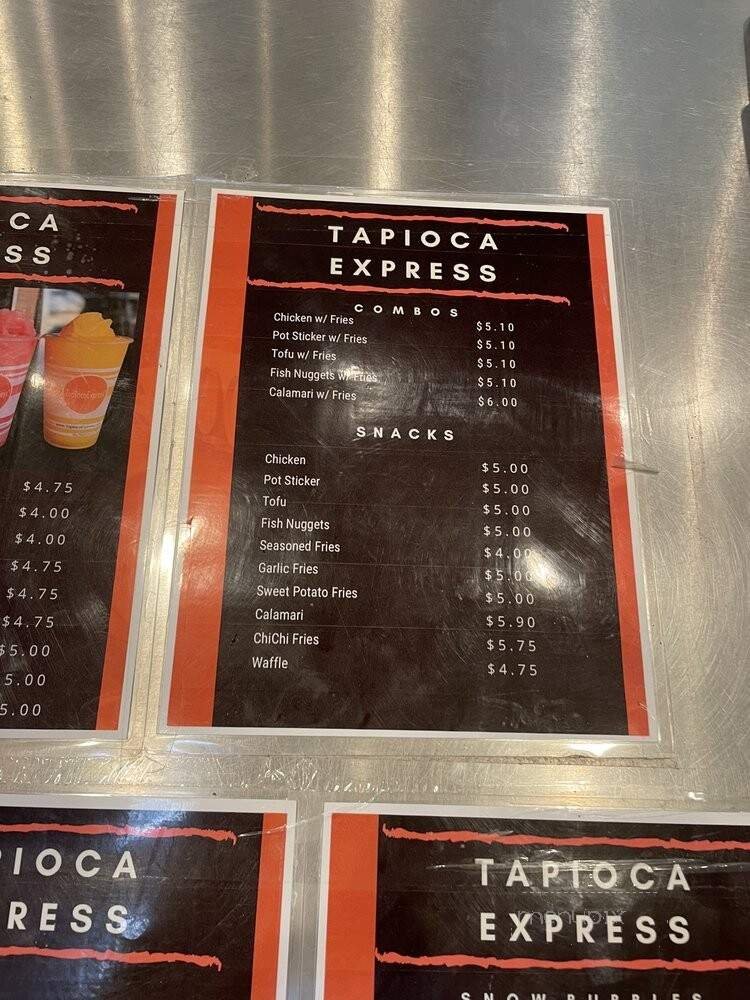 CA
SS
$4.75
$4.00
$4.00
$4.75
$4.75
$4.75
$5.00
5.00
5.00
TAPIOCA
EXPRESS
COMBOS
Chicken w/ Fries $5.10
Pot Sticker w/ Fries $5.10
Tofu w/ Fries $5.10
Fish Nuggets w/ Fries $5.10
Calamari w/ Fries $6.00
SNACKS
Chicken $5.00
Pot Sticker $5.00
Tofu $5.00
Fish Nuggets $5.00
Seasoned Fries $4.00
Garlic Fries $5.00
Sweet Potato Fries $5.00
Calamari $5.90
ChiChi Fries $5.75
Waffle $4.75
PIOCA
PRESS
TAPIOCA
EXPRESS
SNOW BUBBLES